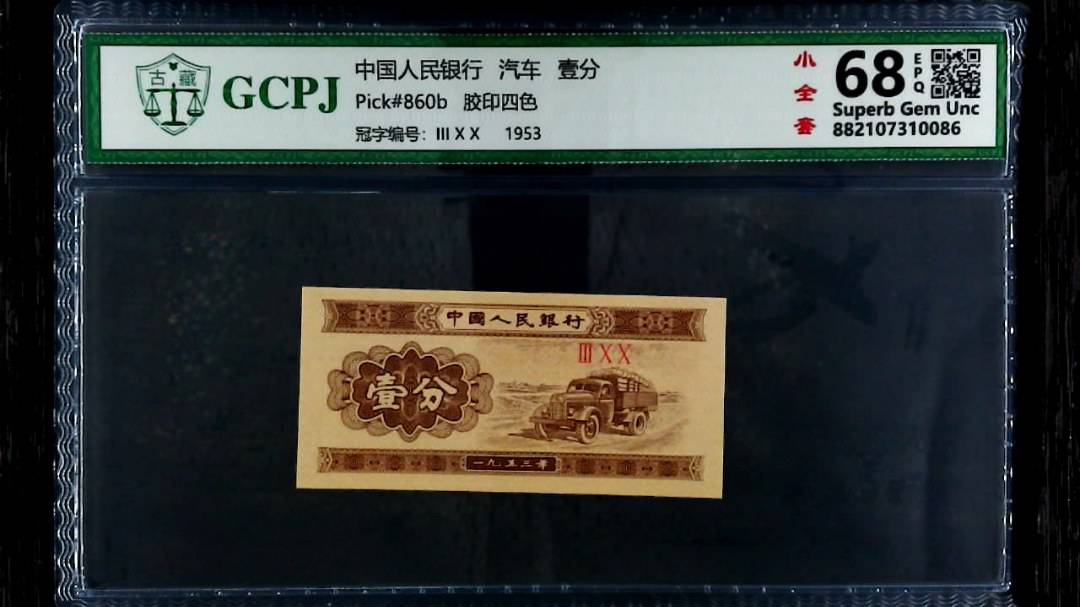 古藏
GCPJ
中国人民银行 汽车 壹分
Pick#860b 胶印四色
冠字编号: III X X 1953
小全套
68
EPQ
Superb Gem Unc
882107310086
中國人民銀行
III X X
壹分
一九五三年